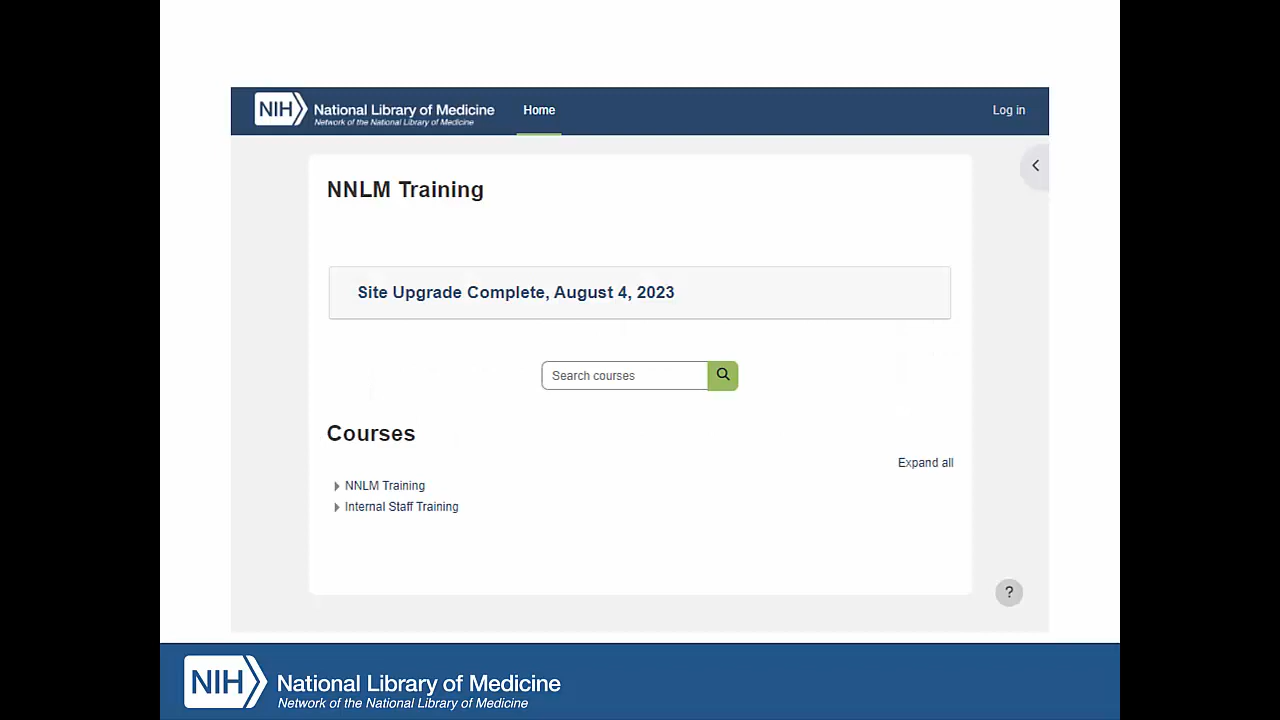 NIH National Library of Medicine
Network of the National Library of Medicine
Home
Log in
NNLM Training
Site Upgrade Complete, August 4, 2023
Search courses
Courses
Expand all
NNLM Training
Internal Staff Training
?
NIH National Library of Medicine
Network of the National Library of Medicine